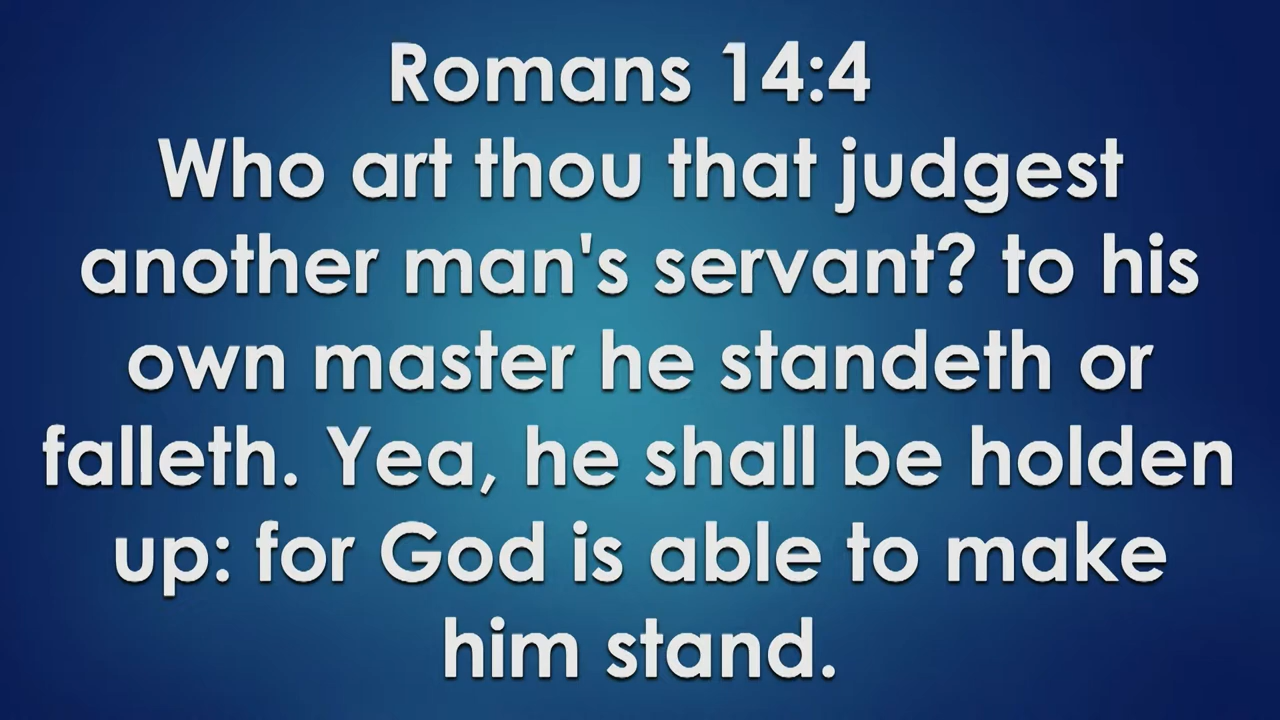 Romans 14:4
Who art thou that judgest
another man's servant? to his
own master he standeth or
falleth. Yea, he shall be holden
up: for God is able to make
him stand.